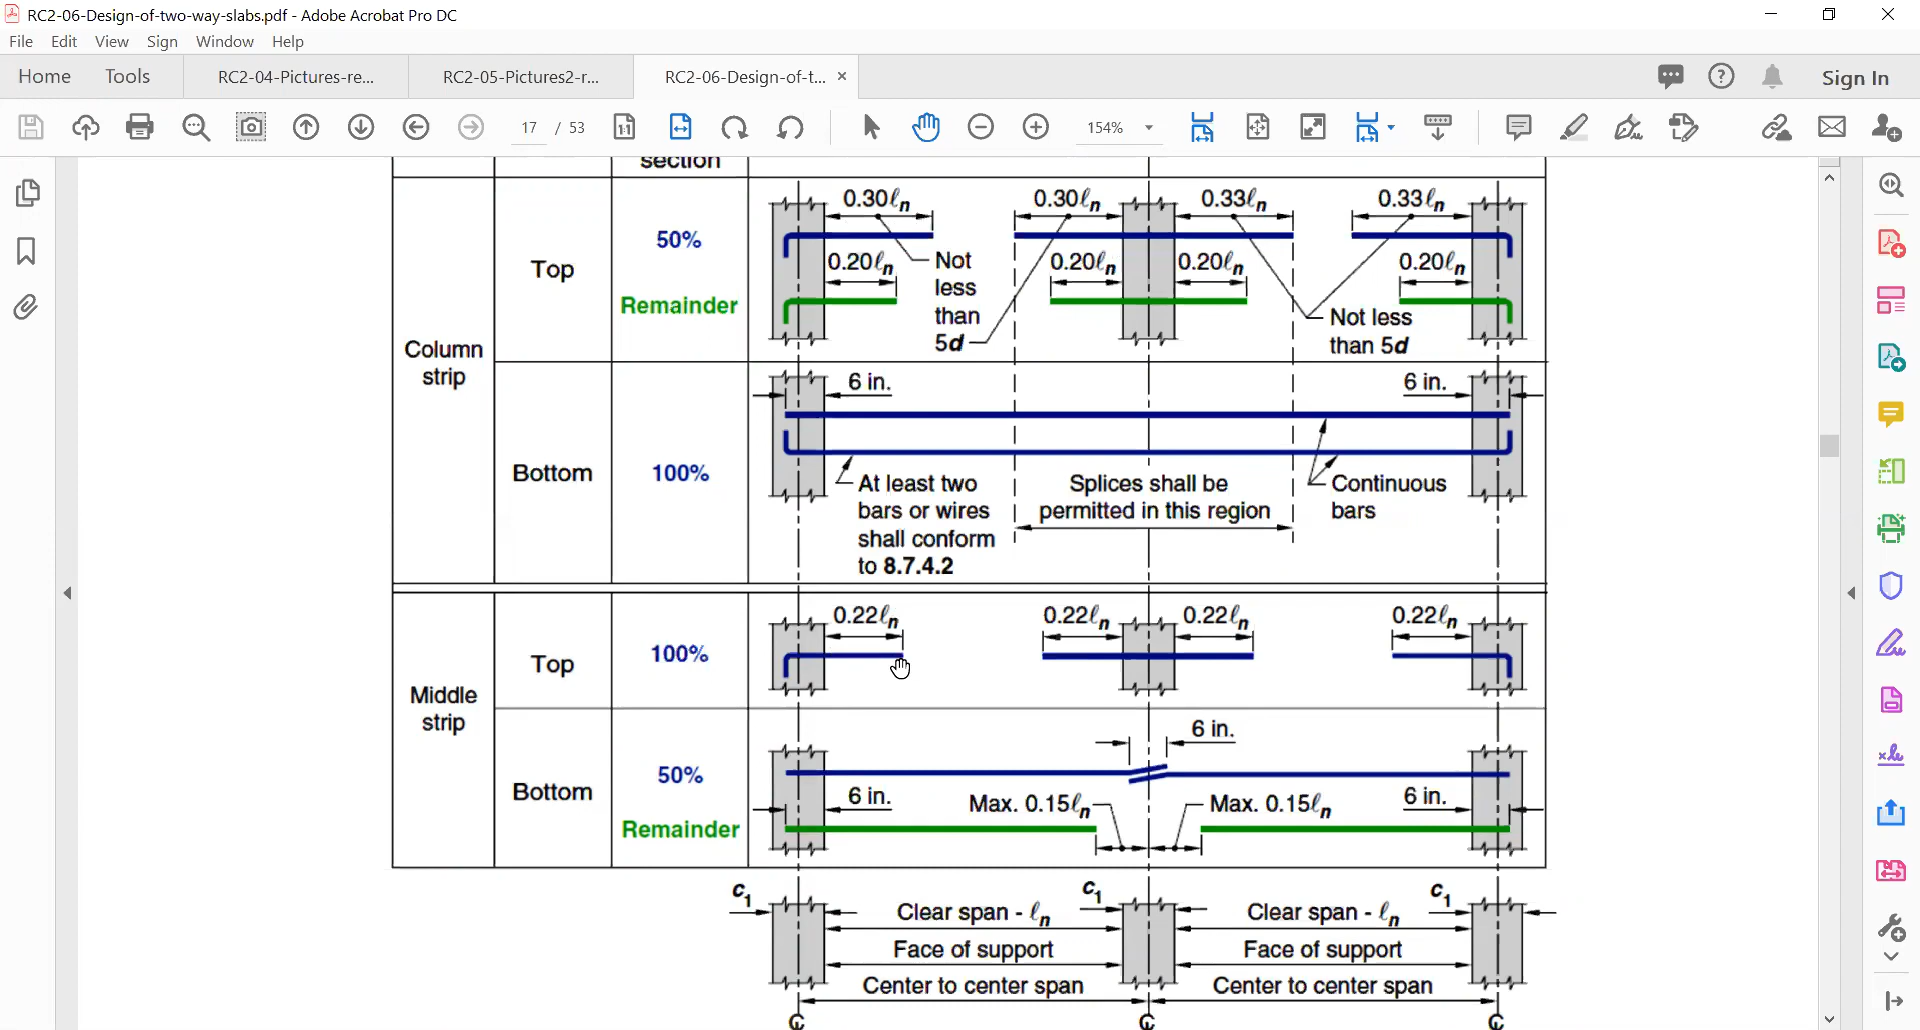 RC2-06-Design-of-two-way-slabs.pdf - Adobe Acrobat Pro DC
File Edit View Sign Window Help
Home Tools RC2-04-Pictures-re... RC2-05-Pictures2-r... RC2-06-Design-of-t... × Sign In
17 / 53 154%
section
Column strip
Top
50%
Remainder
0.30ℓn 0.30ℓn 0.33ℓn 0.33ℓn
0.20ℓn 0.20ℓn 0.20ℓn 0.20ℓn
Not
less
than
5d
Not less
than 5d
Bottom
100%
6 in. 6 in.
At least two
bars or wires
shall conform
to 8.7.4.2
Splices shall be
permitted in this region
Continuous
bars
Middle strip
Top
100%
0.22ℓn 0.22ℓn 0.22ℓn 0.22ℓn
Bottom
50%
Remainder
6 in.
6 in. Max. 0.15ℓn Max. 0.15ℓn 6 in.
c1 c1 c1
Clear span - ℓn Clear span - ℓn
Face of support Face of support
Center to center span Center to center span
℄ ℄ ℄